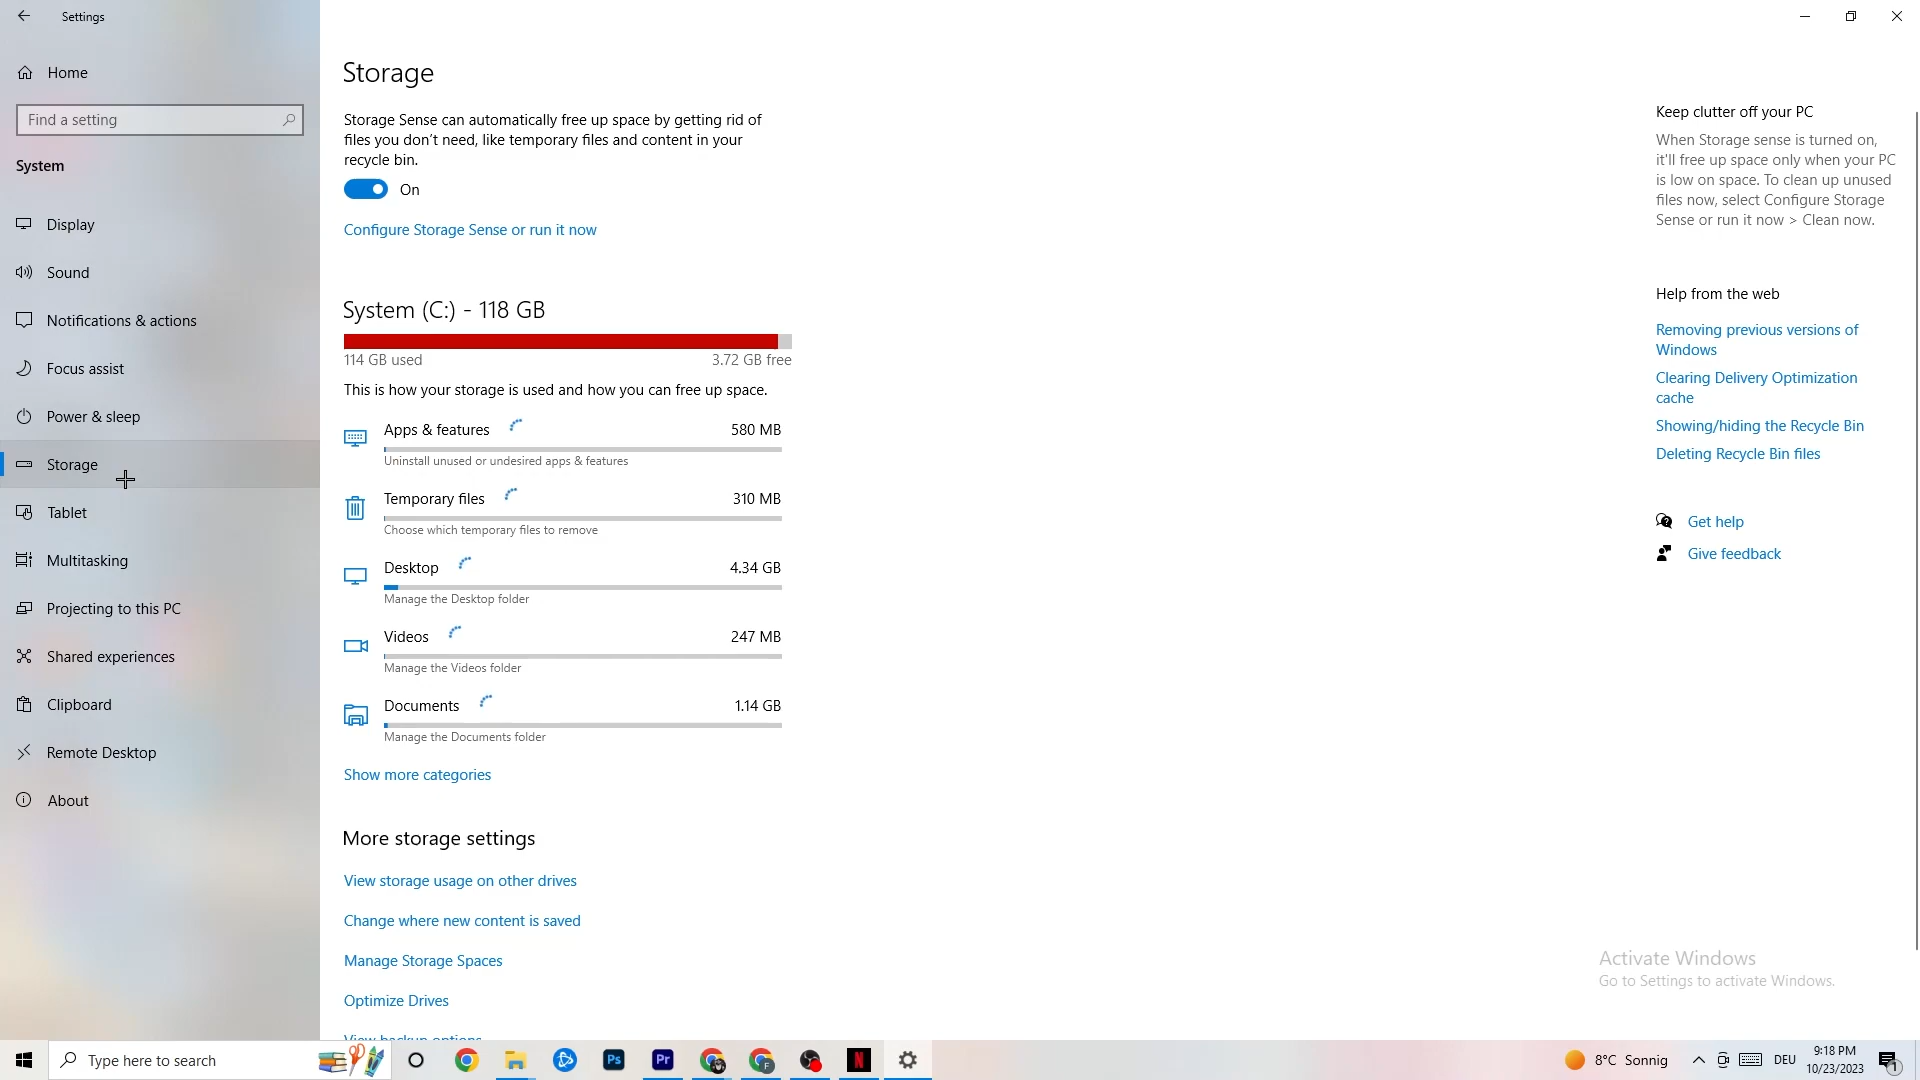 Settings
Home
Find a setting
System
Display
Sound
Notifications & actions
Focus assist
Power & sleep
Storage
Tablet
Multitasking
Projecting to this PC
Shared experiences
Clipboard
Remote Desktop
About
Storage
Storage Sense can automatically free up space by getting rid of
files you don't need, like temporary files and content in your
recycle bin.
On
Configure Storage Sense or run it now
System (C:) - 118 GB
114 GB used
3.72 GB free
This is how your storage is used and how you can free up space.
Apps & features
580 MB
Uninstall unused or undesired apps & features
Temporary files
310 MB
Choose which temporary files to remove
Desktop
4.34 GB
Manage the Desktop folder
Videos
247 MB
Manage the Videos folder
Documents
1.14 GB
Manage the Documents folder
Show more categories
More storage settings
View storage usage on other drives
Change where new content is saved
Manage Storage Spaces
Optimize Drives
View backup options
Keep clutter off your PC
When Storage sense is turned on,
it'll free up space only when your PC
is low on space. To clean up unused
files now, select Configure Storage
Sense or run it now > Clean now.
Help from the web
Removing previous versions of
Windows
Clearing Delivery Optimization
cache
Showing/hiding the Recycle Bin
Deleting Recycle Bin files
Get help
Give feedback
Activate Windows
Go to Settings to activate Windows.
Type here to search
Ps
Pr
F
N
8°C Sonnig
DEU
9:18 PM
10/23/2023
1